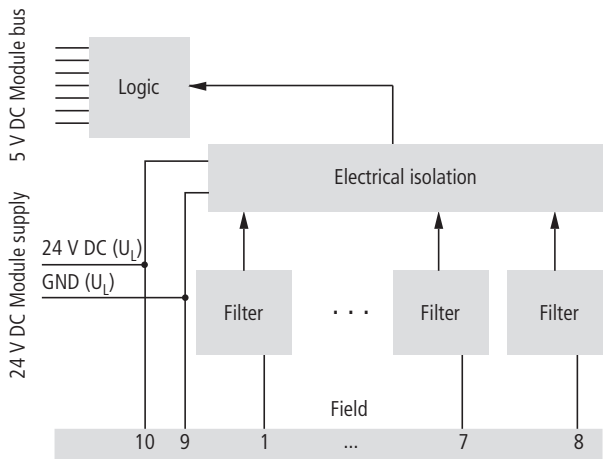 5 V DC Module bus
Logic
Electrical isolation
24 V DC Module supply
24 V DC (UL)
GND (UL)
Filter
. . .
Filter
Filter
Field
10 9 1 ... 7 8